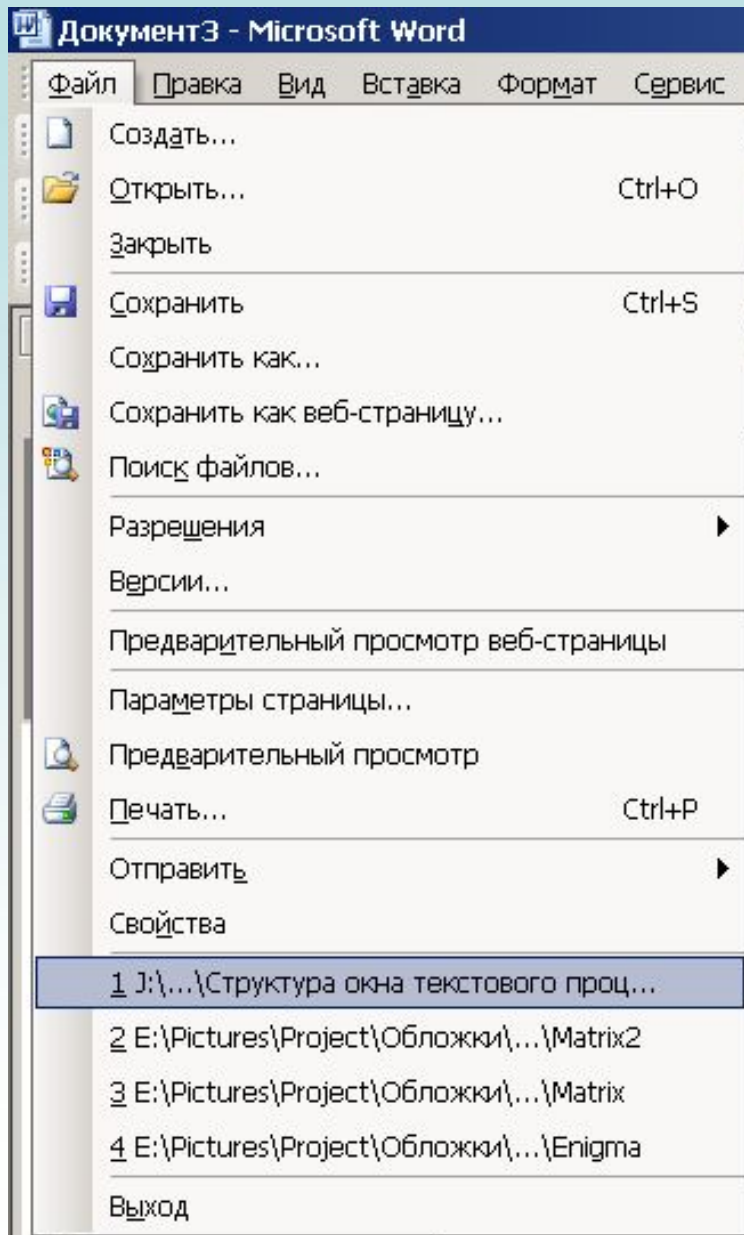 Документ3 - Microsoft Word
Файл Правка Вид Вставка Формат Сервис
Создать...
Открыть... Ctrl+O
Закрыть
Сохранить Ctrl+S
Сохранить как...
Сохранить как веб-страницу...
Поиск файлов...
Разрешения
Версии...
Предварительный просмотр веб-страницы
Параметры страницы...
Предварительный просмотр
Печать... Ctrl+P
Отправить
Свойства
1 J:\...\Структура окна текстового проц...
2 E:\Pictures\Project\Обложки\...\Matrix2
3 E:\Pictures\Project\Обложки\...\Matrix
4 E:\Pictures\Project\Обложки\...\Enigma
Выход